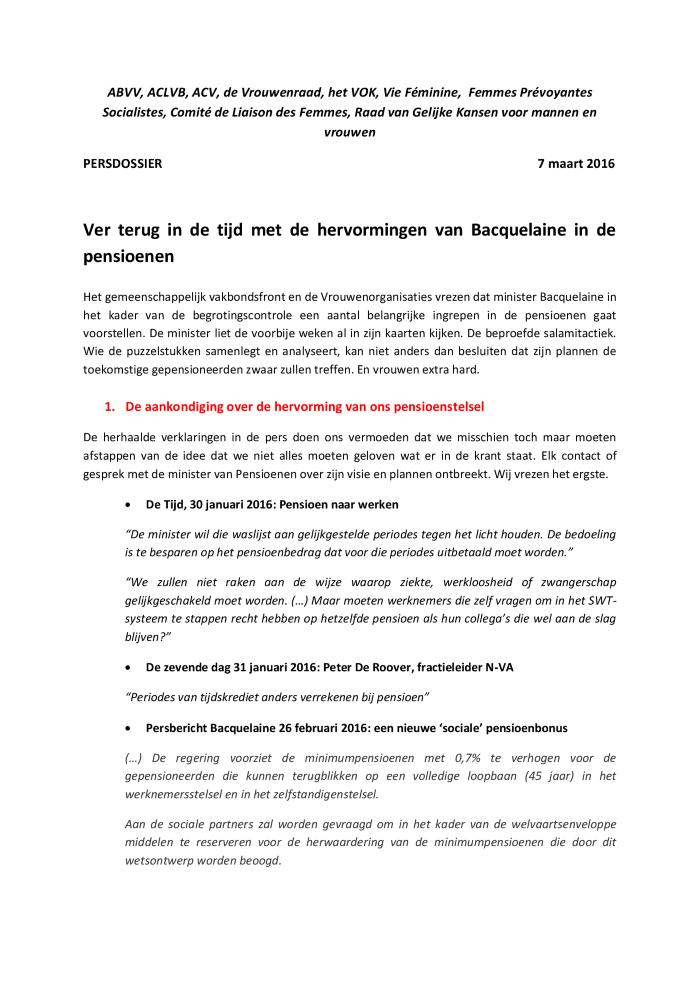 ABVV, ACLVB, ACV, de Vrouwenraad, het VOK, Vie Féminine,  Femmes Prévoyantes
Socialistes, Comité de Liaison des Femmes, Raad van Gelijke Kansen voor mannen en
vrouwen
PERSDOSSIER 7 maart 2016
Ver terug in de tijd met de hervormingen van Bacquelaine in de
pensioenen
Het gemeenschappelijk vakbondsfront en de Vrouwenorganisaties vrezen dat minister Bacquelaine in
het kader van de begrotingscontrole een aantal belangrijke ingrepen in de pensioenen gaat
voorstellen. De minister liet de voorbije weken al in zijn kaarten kijken. De beproefde salamitactiek.
Wie de puzzelstukken samenlegt en analyseert, kan niet anders dan besluiten dat zijn plannen de
toekomstige gepensioneerden zwaar zullen treffen. En vrouwen extra hard.
1. De aankondiging over de hervorming van ons pensioenstelsel
De herhaalde verklaringen in de pers doen ons vermoeden dat we misschien toch maar moeten
afstappen van de idee dat we niet alles moeten geloven wat er in de krant staat. Elk contact of
gesprek met de minister van Pensioenen over zijn visie en plannen ontbreekt. Wij vrezen het ergste.
• De Tijd, 30 januari 2016: Pensioen naar werken
“De minister wil die waslijst aan gelijkgestelde periodes tegen het licht houden. De bedoeling
is te besparen op het pensioenbedrag dat voor die periodes uitbetaald moet worden.”
“We zullen niet raken aan de wijze waarop ziekte, werkloosheid of zwangerschap
gelijkgeschakeld moet worden. (…) Maar moeten werknemers die zelf vragen om in het SWT-
systeem te stappen recht hebben op hetzelfde pensioen als hun collega’s die wel aan de slag
blijven?”
• De zevende dag 31 januari 2016: Peter De Roover, fractieleider N-VA
“Periodes van tijdskrediet anders verrekenen bij pensioen”
• Persbericht Bacquelaine 26 februari 2016: een nieuwe ‘sociale’ pensioenbonus
(…) De regering voorziet de minimumpensioenen met 0,7% te verhogen voor de
gepensioneerden die kunnen terugblikken op een volledige loopbaan (45 jaar) in het
werknemersstelsel en in het zelfstandigenstelsel.
Aan de sociale partners zal worden gevraagd om in het kader van de welvaartsenveloppe
middelen te reserveren voor de herwaardering van de minimumpensioenen die door dit
wetsontwerp worden beoogd.